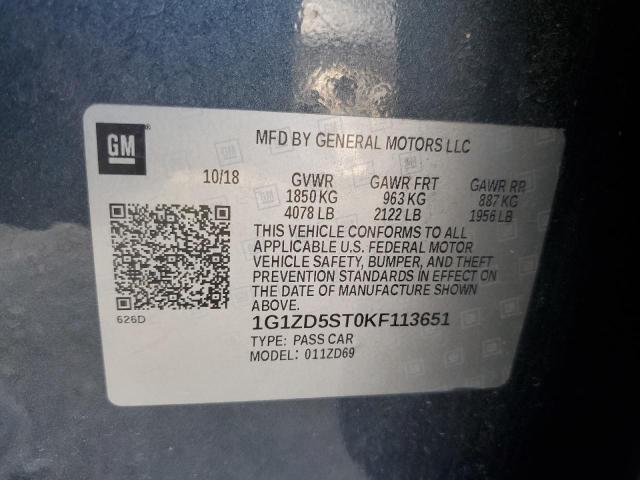 GM®
MFD BY GENERAL MOTORS LLC
10/18 GVWR GAWR FRT GAWR RR
1850 KG 963 KG 887 KG
4078 LB 2122 LB 1956 LB
THIS VEHICLE CONFORMS TO ALL
APPLICABLE U.S. FEDERAL MOTOR
VEHICLE SAFETY, BUMPER, AND THEFT
PREVENTION STANDARDS IN EFFECT ON
THE DATE OF MANUFACTURE SHOWN
ABOVE.
626D
1G1ZD5ST0KF113651
TYPE: PASS CAR
MODEL: 011ZD69